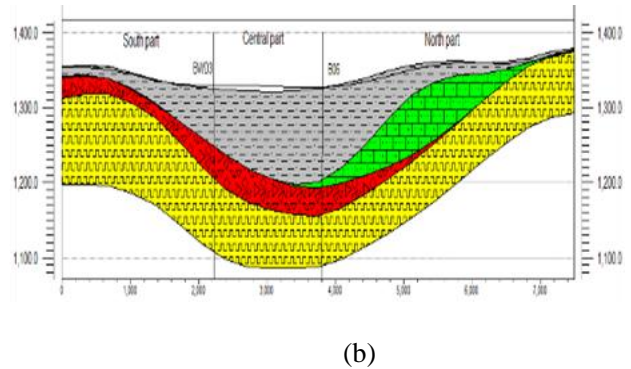 South part Central part North part
BW03 B06
1,400.0 1,400.0
1,300.0 1,300.0
1,200.0 1,200.0
1,100.0 1,100.0
0 1,000 2,000 3,000 4,000 5,000 6,000 7,000
(b)